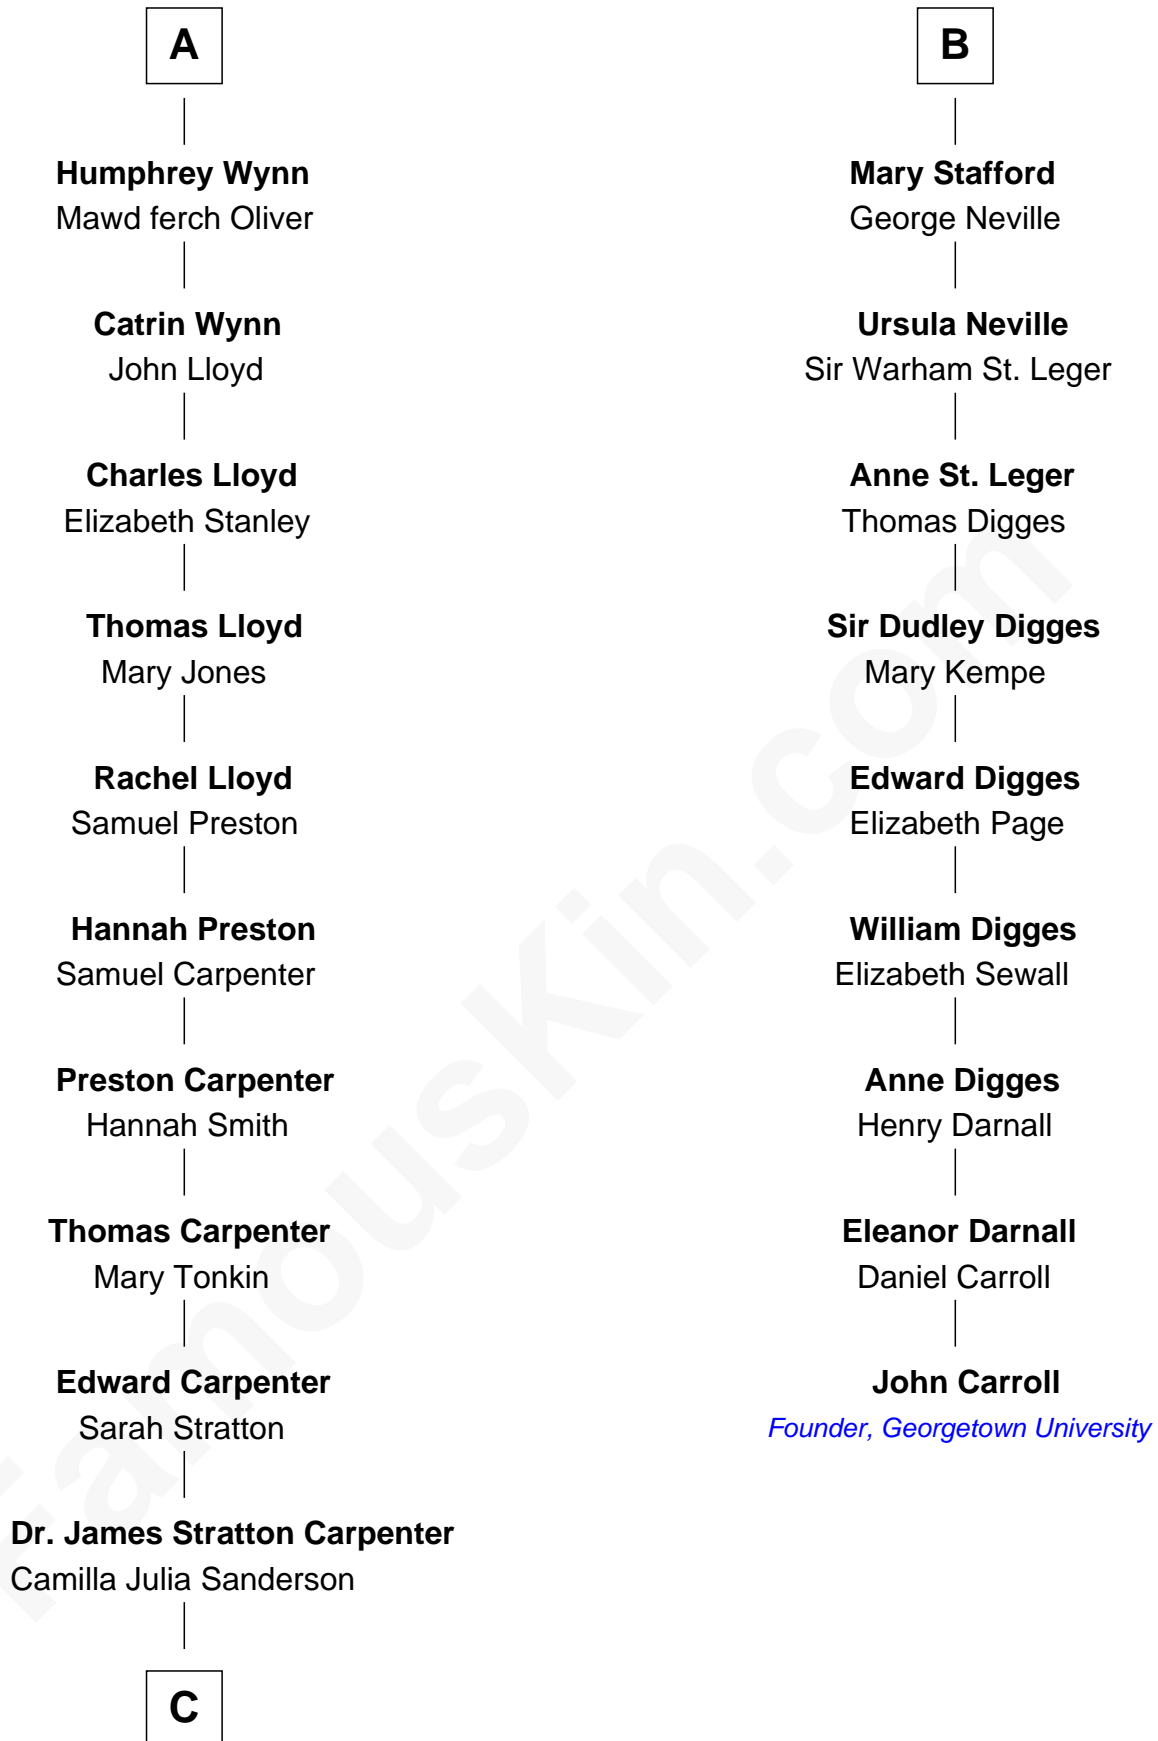 A
Humphrey Wynn
Mawd ferch Oliver
Catrin Wynn
John Lloyd
Charles Lloyd
Elizabeth Stanley
Thomas Lloyd
Mary Jones
Rachel Lloyd
Samuel Preston
Hannah Preston
Samuel Carpenter
Preston Carpenter
Hannah Smith
Thomas Carpenter
Mary Tonkin
Edward Carpenter
Sarah Stratton
Dr. James Stratton Carpenter
Camilla Julia Sanderson
C
B
Mary Stafford
George Neville
Ursula Neville
Sir Warham St. Leger
Anne St. Leger
Thomas Digges
Sir Dudley Digges
Mary Kempe
Edward Digges
Elizabeth Page
William Digges
Elizabeth Sewall
Anne Digges
Henry Darnall
Eleanor Darnall
Daniel Carroll
John Carroll
Founder, Georgetown University
FamousKin.com